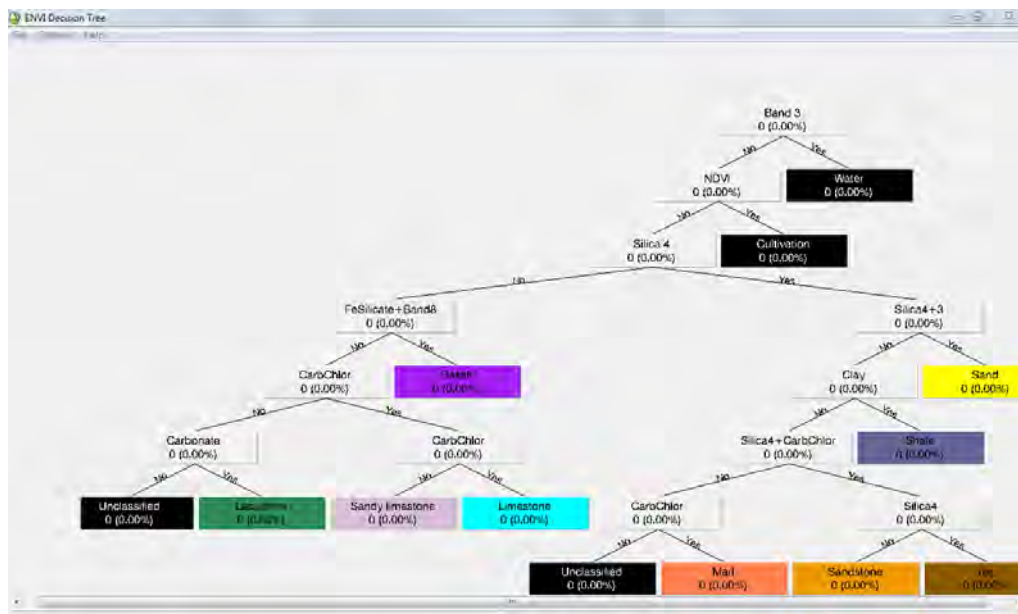 ENVI Decision Tree
File Options Help
Band 3
0 (0.00%)
No Yes
NDVI
0 (0.00%)
Water
0 (0.00%)
No Yes
Silica 4
0 (0.00%)
Cultivation
0 (0.00%)
No Yes
FeSilicate+Band8
0 (0.00%)
Silica4+3
0 (0.00%)
No Yes
No Yes
CarbChlor
0 (0.00%)
Basalt
0 (0.00%)
Clay
0 (0.00%)
Sand
0 (0.00%)
No Yes
No Yes
Carbonate
0 (0.00%)
CarbChlor
0 (0.00%)
Silica4+CarbChlor
0 (0.00%)
Shale
0 (0.00%)
No Yes
No Yes
No Yes
Unclassified
0 (0.00%)
0 (0.00%)
Sandy limestone
0 (0.00%)
Limestone
0 (0.00%)
CarbChlor
0 (0.00%)
Silica4
0 (0.00%)
No Yes
No Yes
Unclassified
0 (0.00%)
Marl
0 (0.00%)
Sandstone
0 (0.00%)
0 (0.00%)